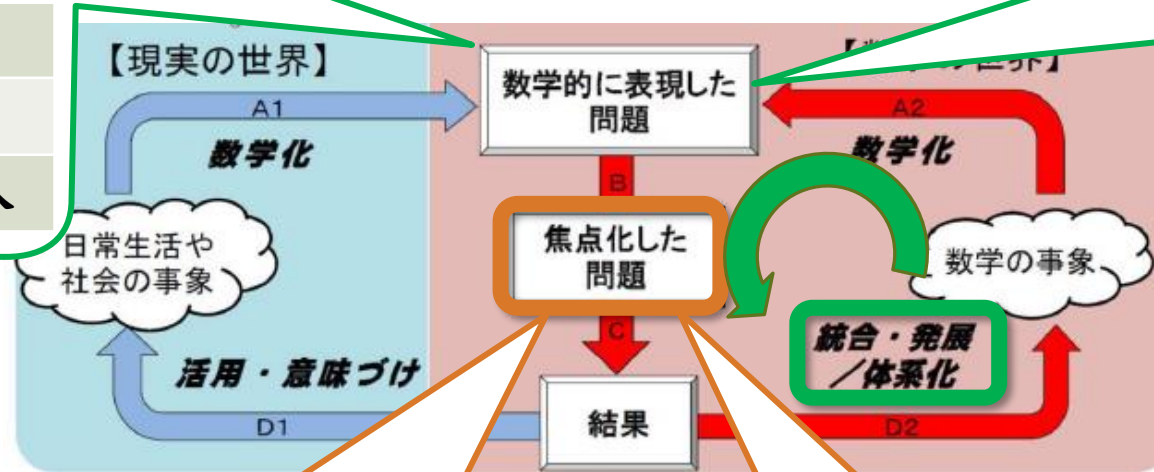 【現実の世界】
A1
数学化
数学的に表現した
問題
世界】
A2
数学化
B
焦点化した
問題
日常生活や
社会の事象
数学の事象
C
統合・発展
／体系化
活用・意味づけ
結果
D1
D2